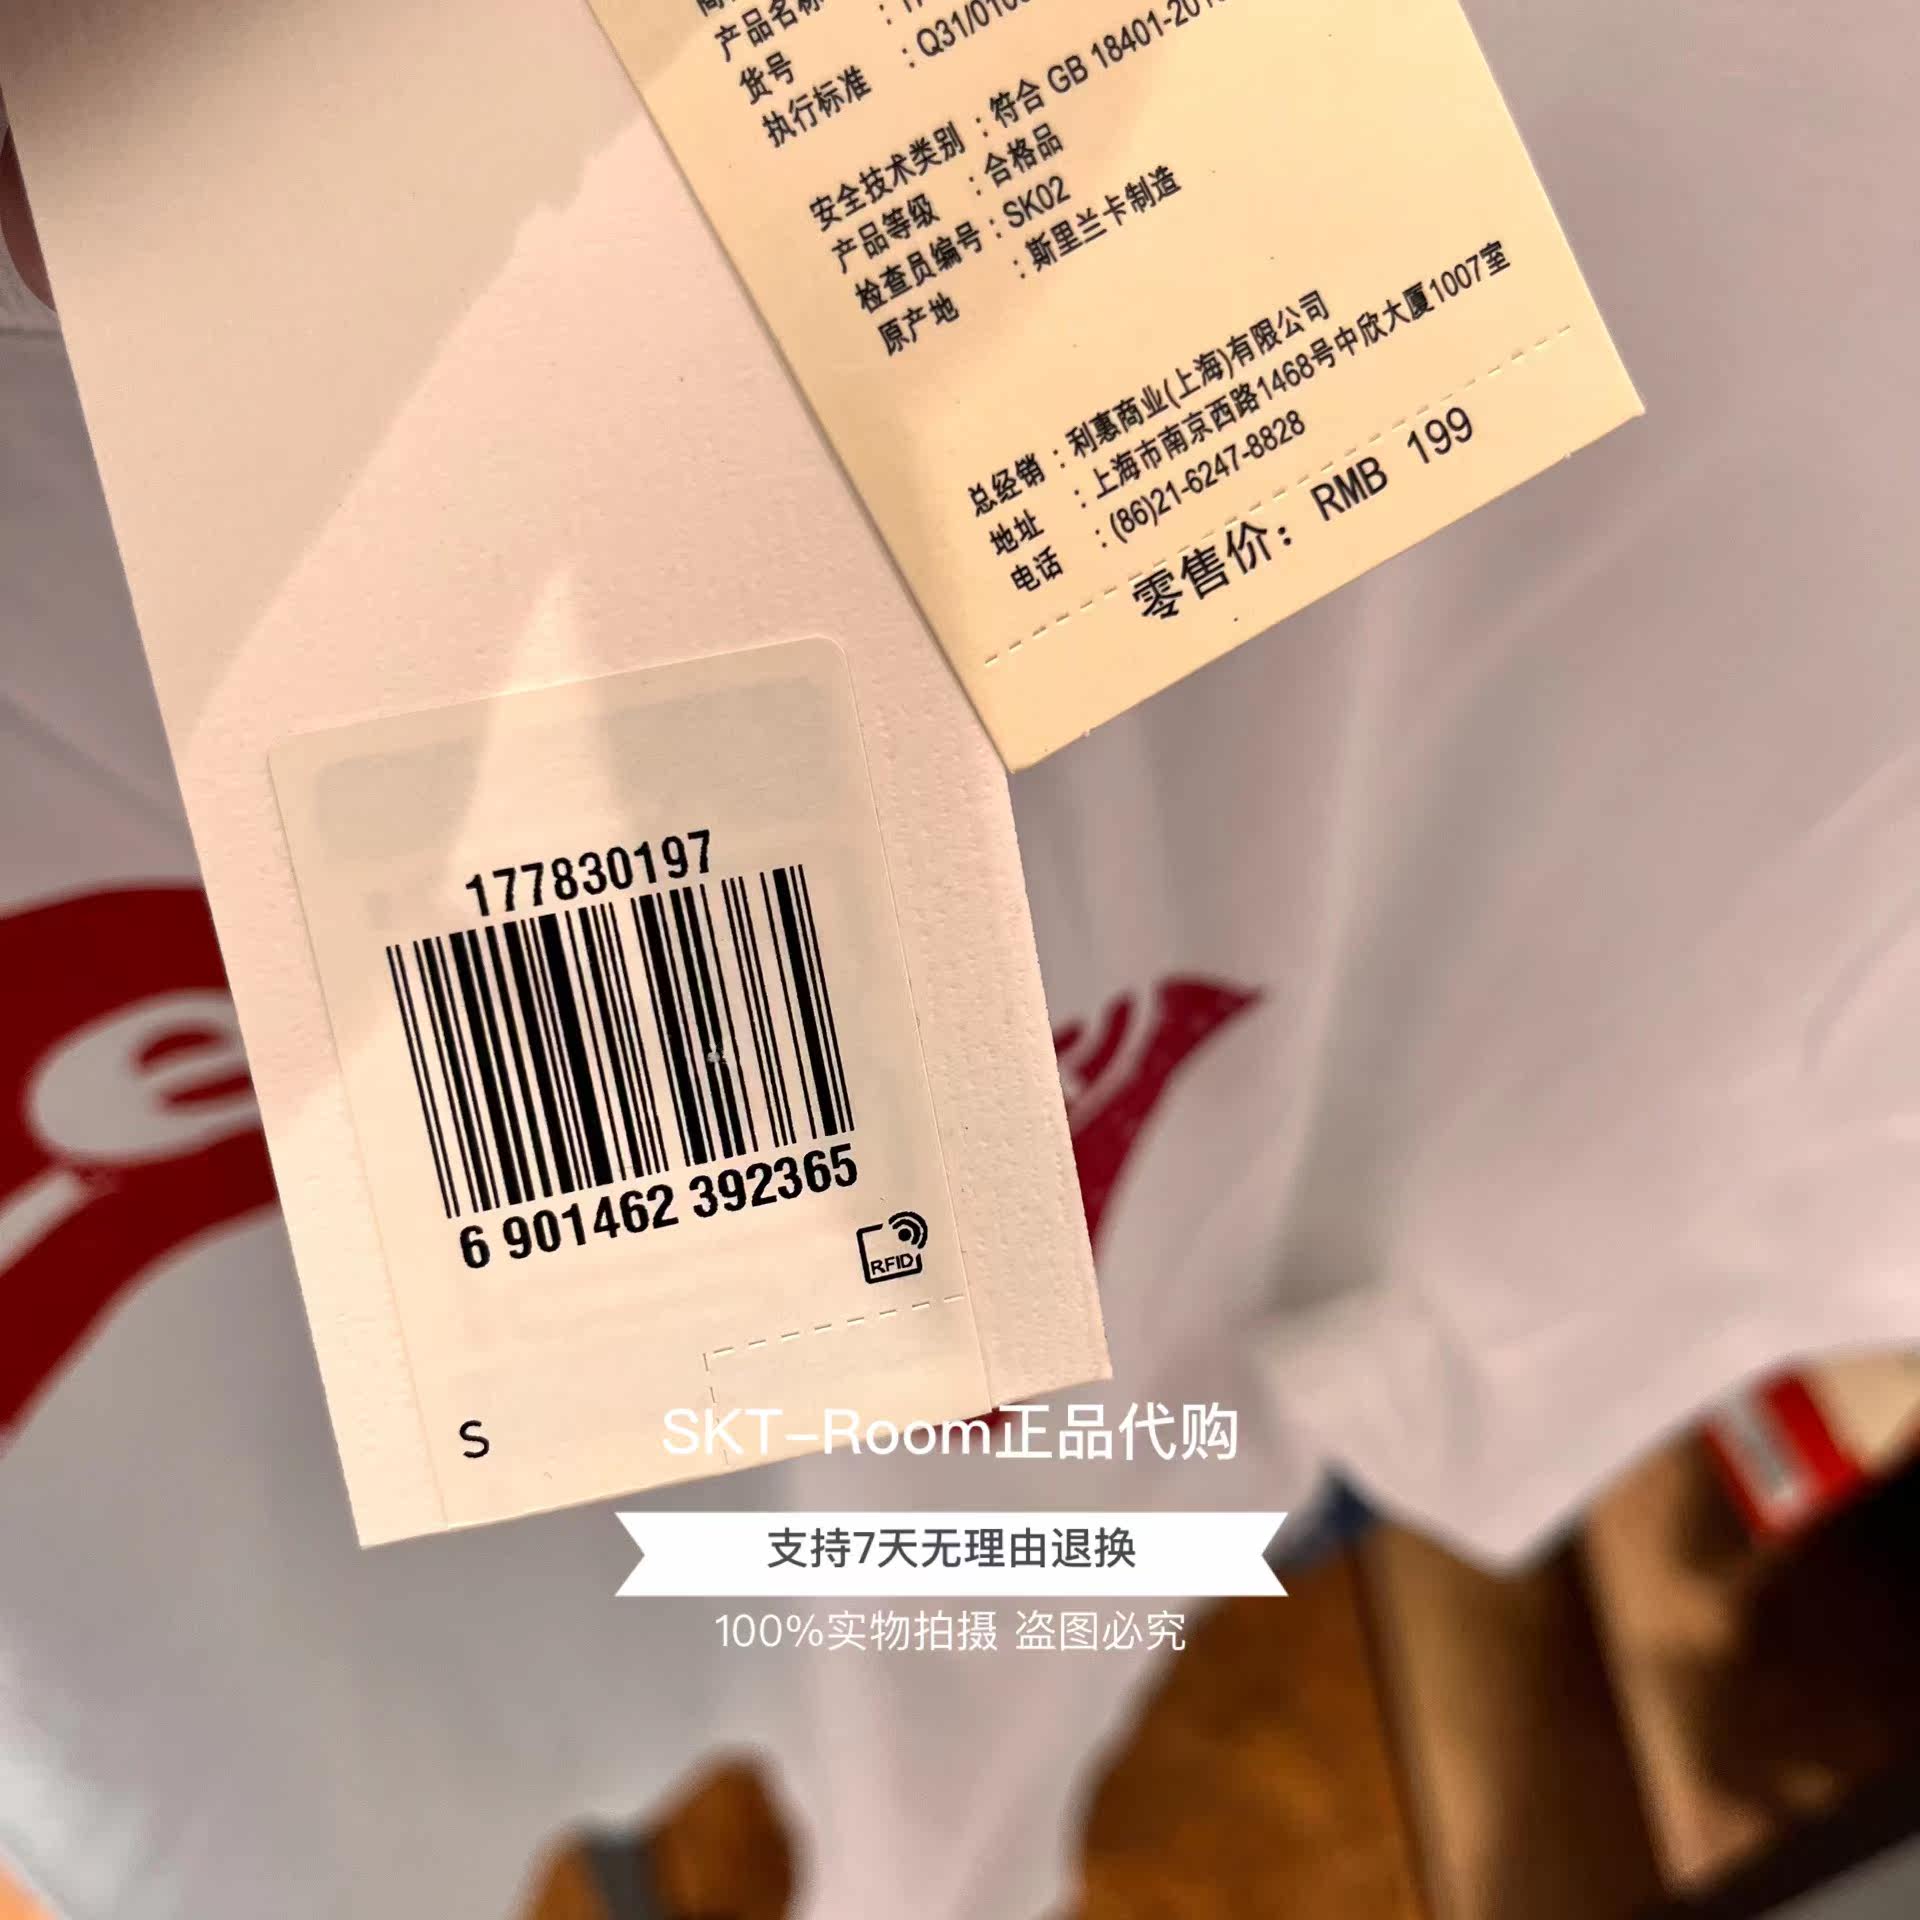 产品名称 :
货号
执行标准 : Q31/010
安全技术类别 : 符合 GB 18401-201
产品等级 : 合格品
检查员编号 : SK02
原产地 : 斯里兰卡制造
总经销 : 利惠商业(上海)有限公司
地址 : 上海市南京西路1468号中欣大厦1007室
电话 : (86)21-6247-8828
零售价: RMB 199
177830197
6 901462 392365
RFID
S
e
SKT-Room正品代购
支持7天无理由退换
100%实物拍摄 盗图必究